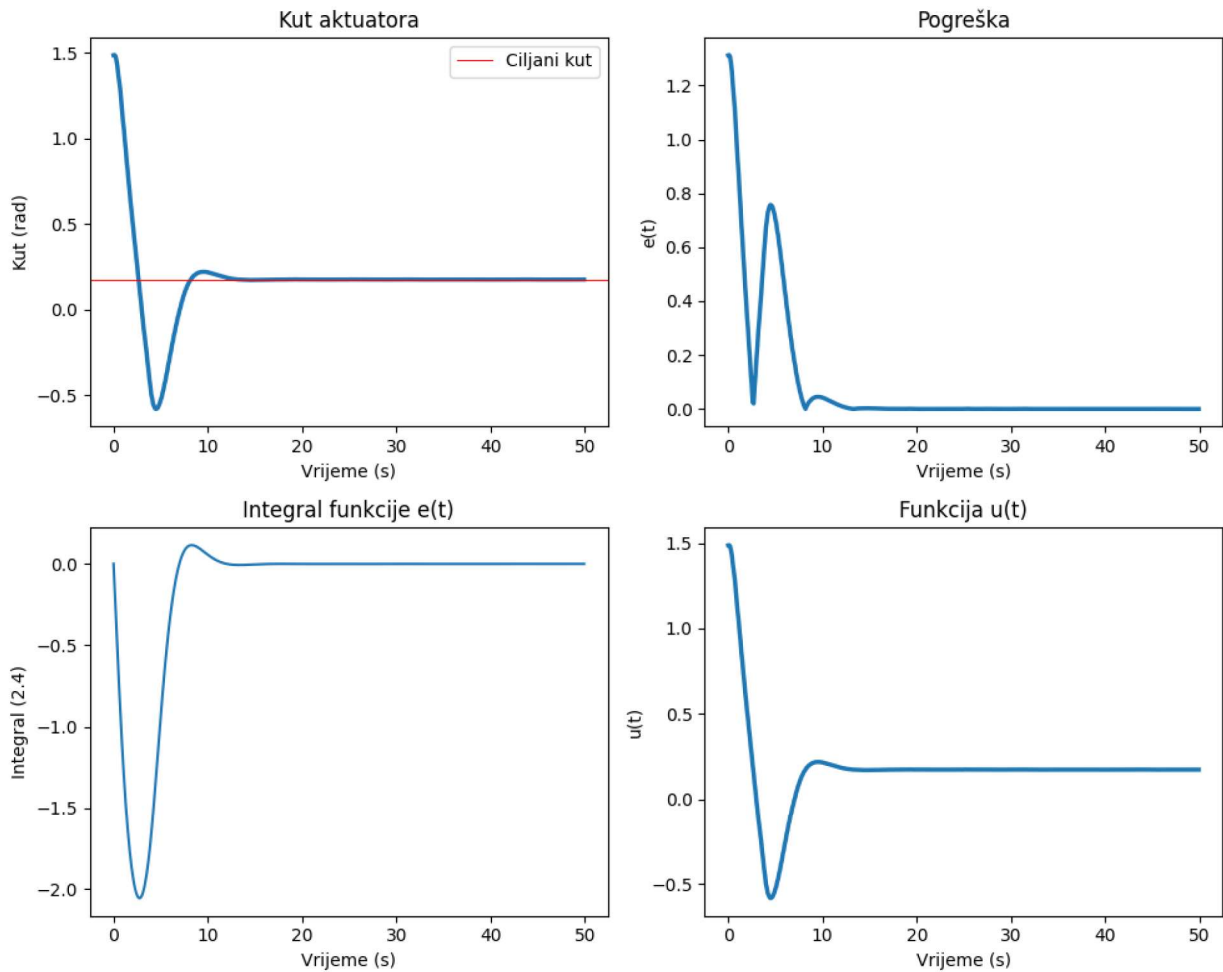 Kut aktuatora
Kut (rad)
1.5
1.0
0.5
0.0
−0.5
Ciljani kut
0 10 20 30 40 50
Vrijeme (s)
Pogreška
e(t)
1.2
1.0
0.8
0.6
0.4
0.2
0.0
0 10 20 30 40 50
Vrijeme (s)
Integral funkcije e(t)
Integral (2.4)
0.0
−0.5
−1.0
−1.5
−2.0
0 10 20 30 40 50
Vrijeme (s)
Funkcija u(t)
u(t)
1.5
1.0
0.5
0.0
−0.5
0 10 20 30 40 50
Vrijeme (s)